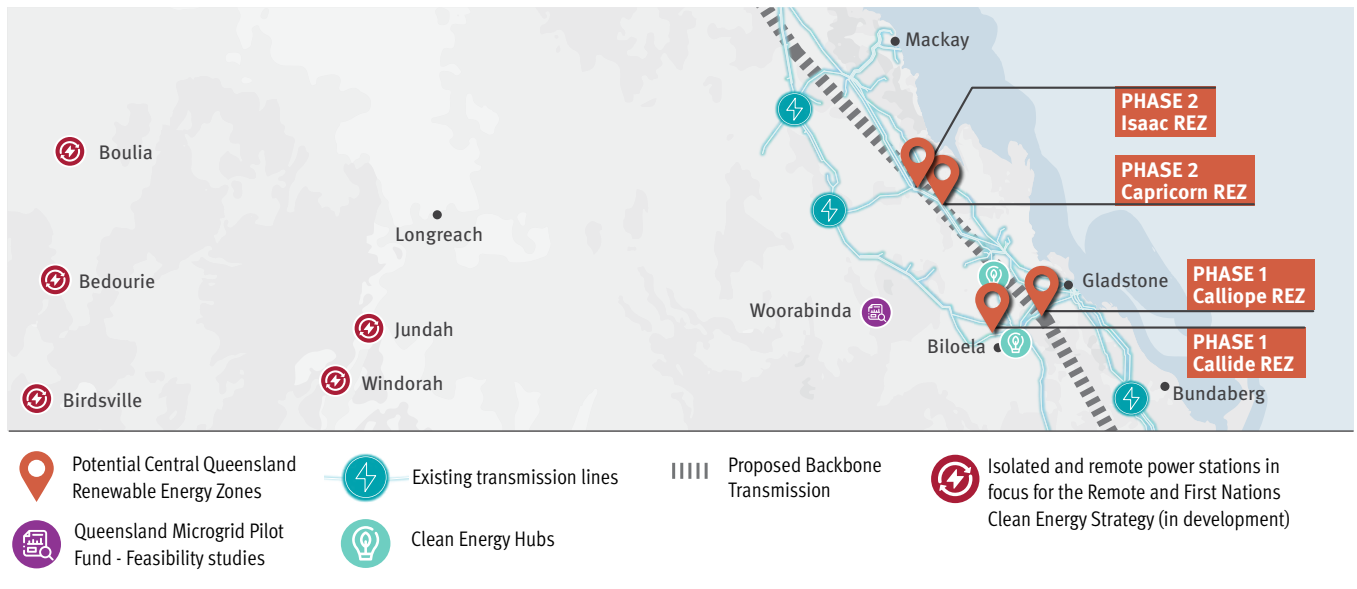 Mackay
PHASE 2
Isaac REZ
Boulia
PHASE 2
Capricorn REZ
Longreach
Bedourie
Gladstone
PHASE 1
Calliope REZ
Woorabinda
Jundah
Biloela
PHASE 1
Callide REZ
Windorah
Birdsville
Bundaberg
Potential Central Queensland
Renewable Energy Zones
Existing transmission lines
Proposed Backbone
Transmission
Isolated and remote power stations in
focus for the Remote and First Nations
Clean Energy Strategy (in development)
Queensland Microgrid Pilot
Fund - Feasibility studies
Clean Energy Hubs